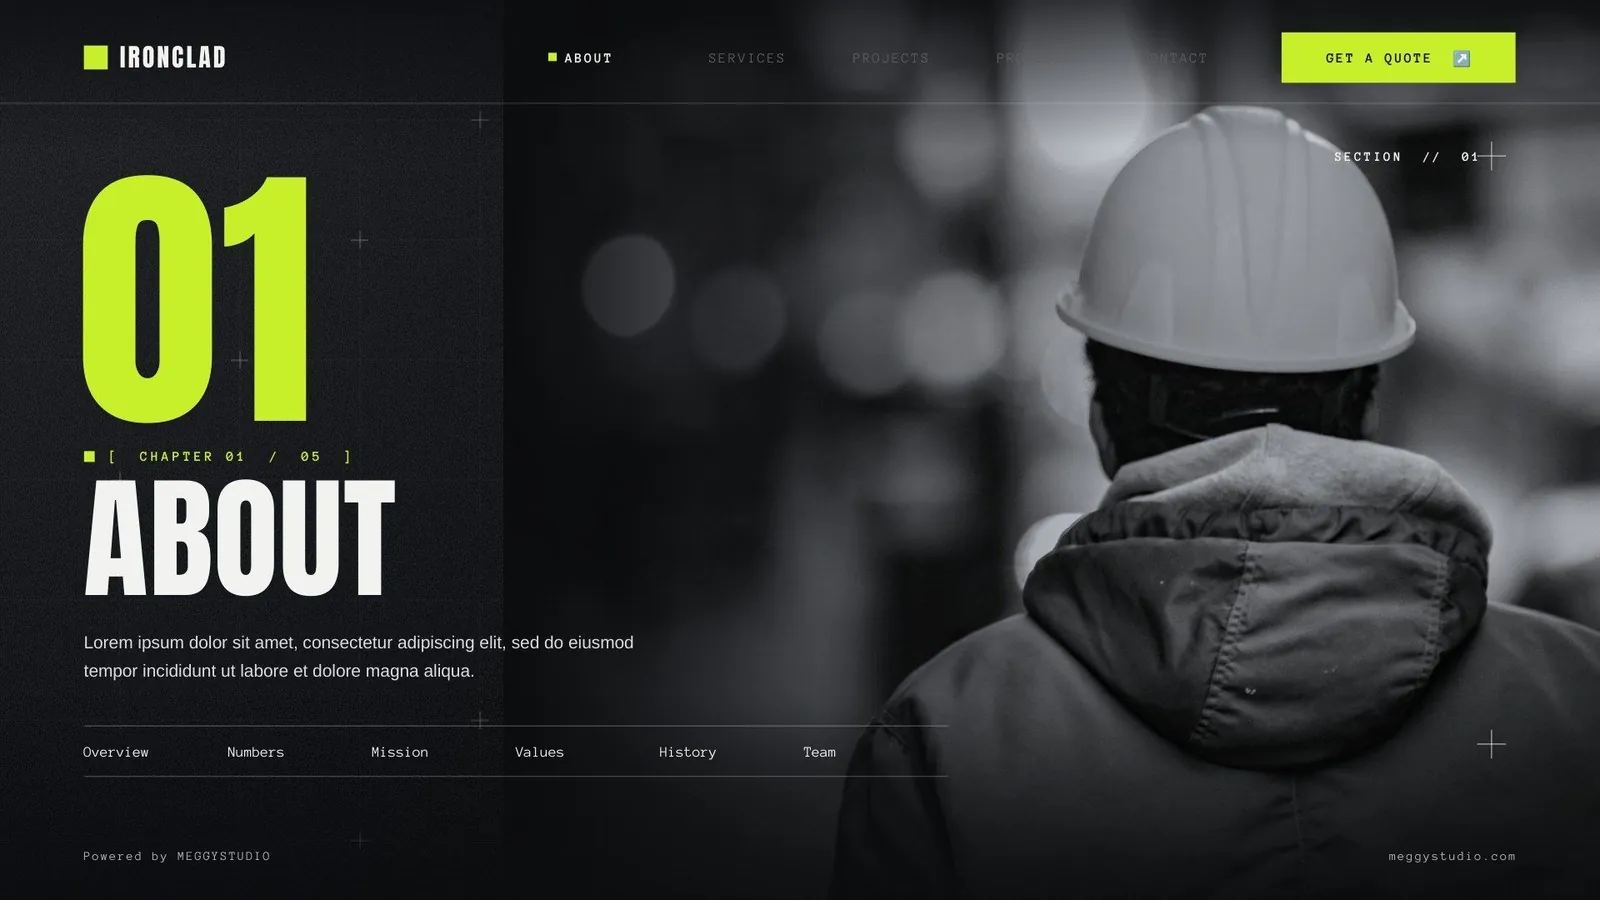 IRONCLAD
ABOUT SERVICES PROJECTS
GET A QUOTE ↗
SECTION // 01
01
[ CHAPTER 01 / 05 ]
ABOUT
Lorem ipsum dolor sit amet, consectetur adipiscing elit, sed do eiusmod
tempor incididunt ut labore et dolore magna aliqua.
Overview Numbers Mission Values History Team
Powered by MEGGYSTUDIO
meggystudio.com